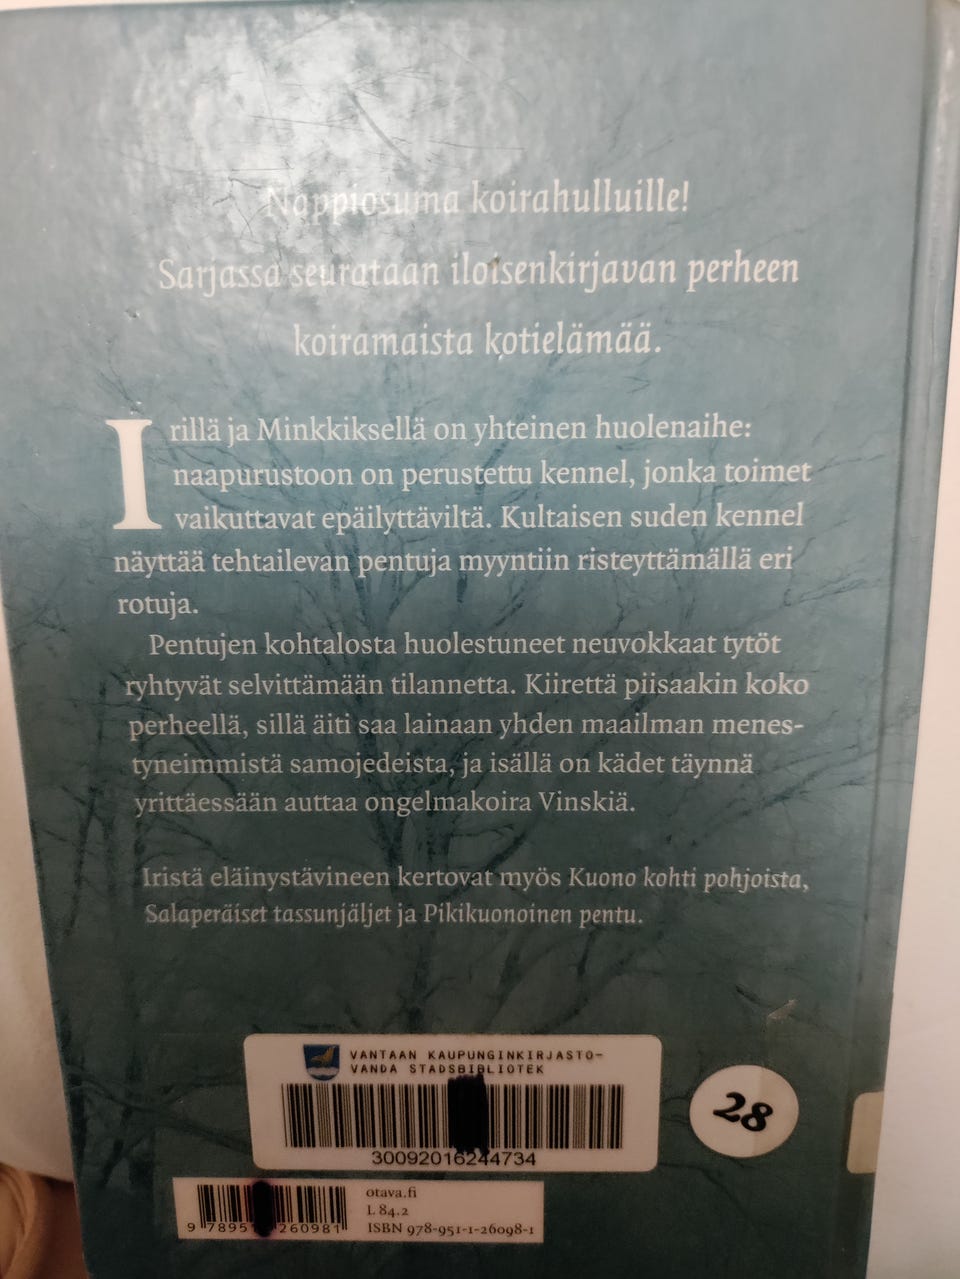 Nappiosuma koirahulluille!
Sarjassa seurataan iloisenkirjavan perheen
koiramaista kotielämää.
Irillä ja Minkkiksellä on yhteinen huolenaihe:
naapurustoon on perustettu kennel, jonka toimet
vaikuttavat epäilyttäviltä. Kultaisen suden kennel
näyttää tehtailevan pentuja myyntiin risteyttämällä eri
rotuja.
Pentujen kohtalosta huolestuneet neuvokkaat tytöt
ryhtyvät selvittämään tilannetta. Kiirettä piisaakin koko
perheellä, sillä äiti saa lainaan yhden maailman menes-
tyneimmistä samojedeista, ja isällä on kädet täynnä
yrittäessään auttaa ongelmakoira Vinskiä.
Iristä eläinystävineen kertovat myös Kuono kohti pohjoista,
Salaperäiset tassunjäljet ja Pikikuonoinen pentu.
VANTAAN KAUPUNGINKIRJASTO-
VANDA STADSBIBLIOTEK
30092016244734
28
otava.fi
L 84.2
ISBN 978-951-1-26098-1
9 78951 260981